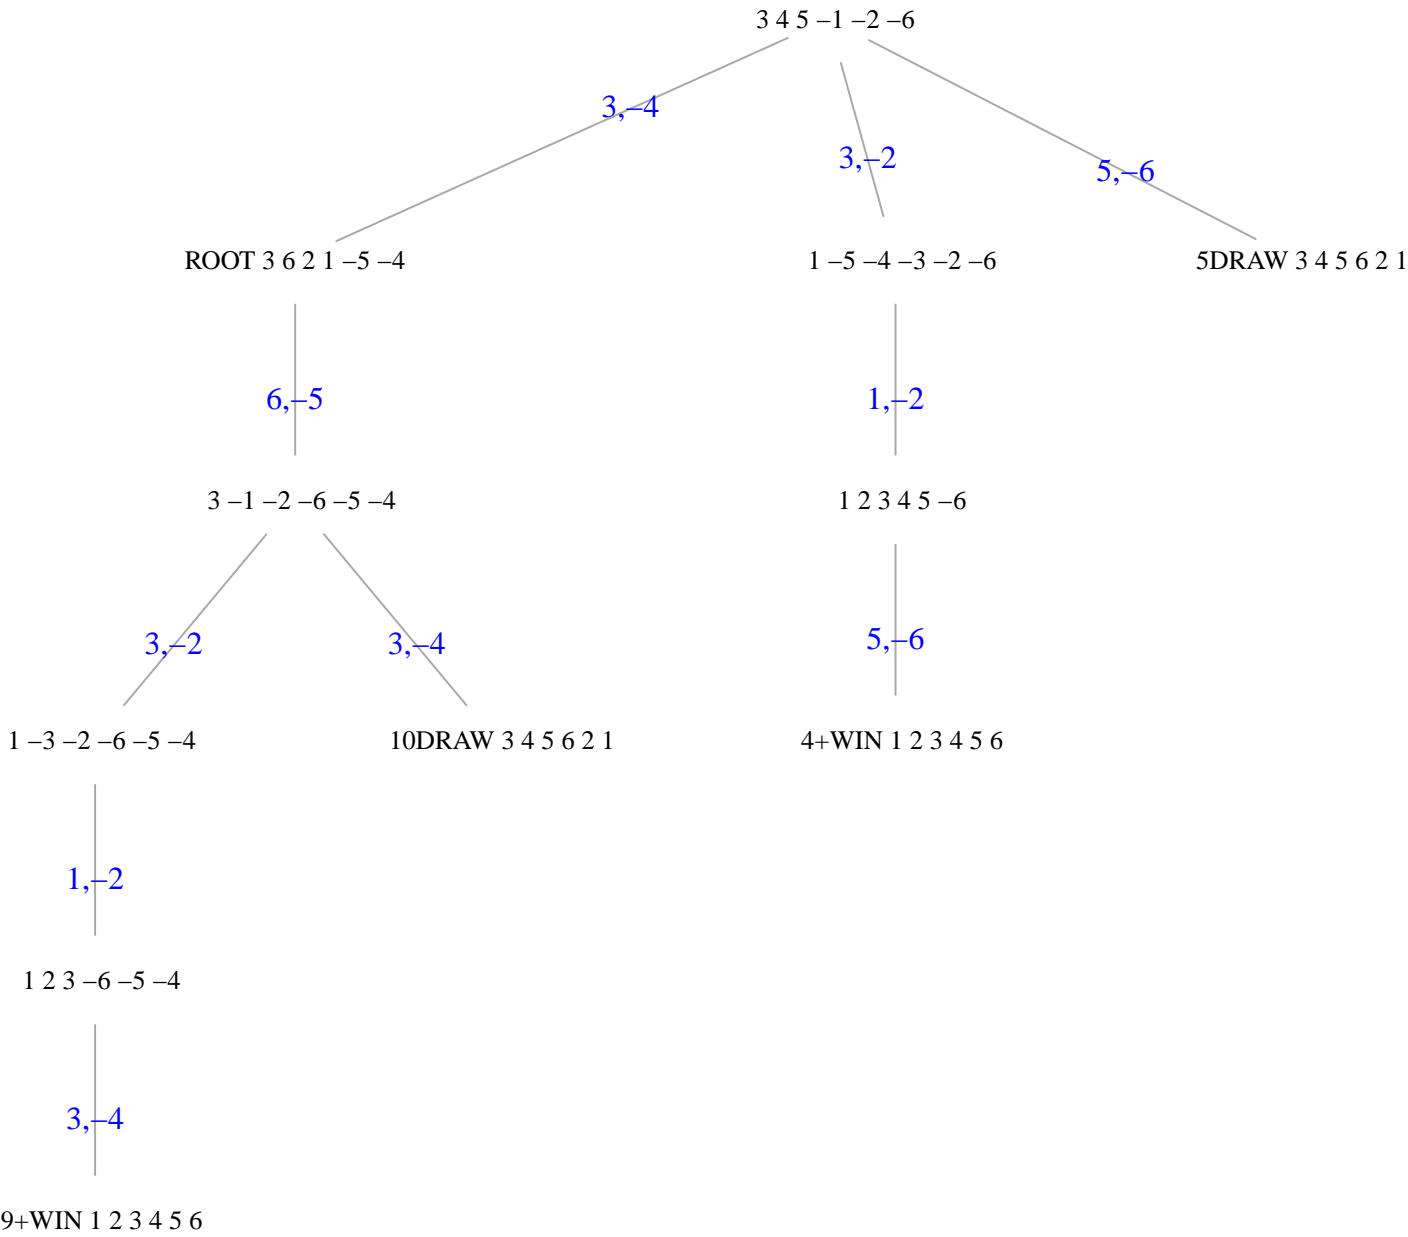 3 4 5 –1 –2 –6
3,–4
3,–2
5,–6
ROOT 3 6 2 1 –5 –4
1 –5 –4 –3 –2 –6
5DRAW 3 4 5 6 2 1
6,–5
1,–2
3 –1 –2 –6 –5 –4
1 2 3 4 5 –6
3,–2
3,–4
5,–6
1 –3 –2 –6 –5 –4
10DRAW 3 4 5 6 2 1
4+WIN 1 2 3 4 5 6
1,–2
1 2 3 –6 –5 –4
3,–4
9+WIN 1 2 3 4 5 6